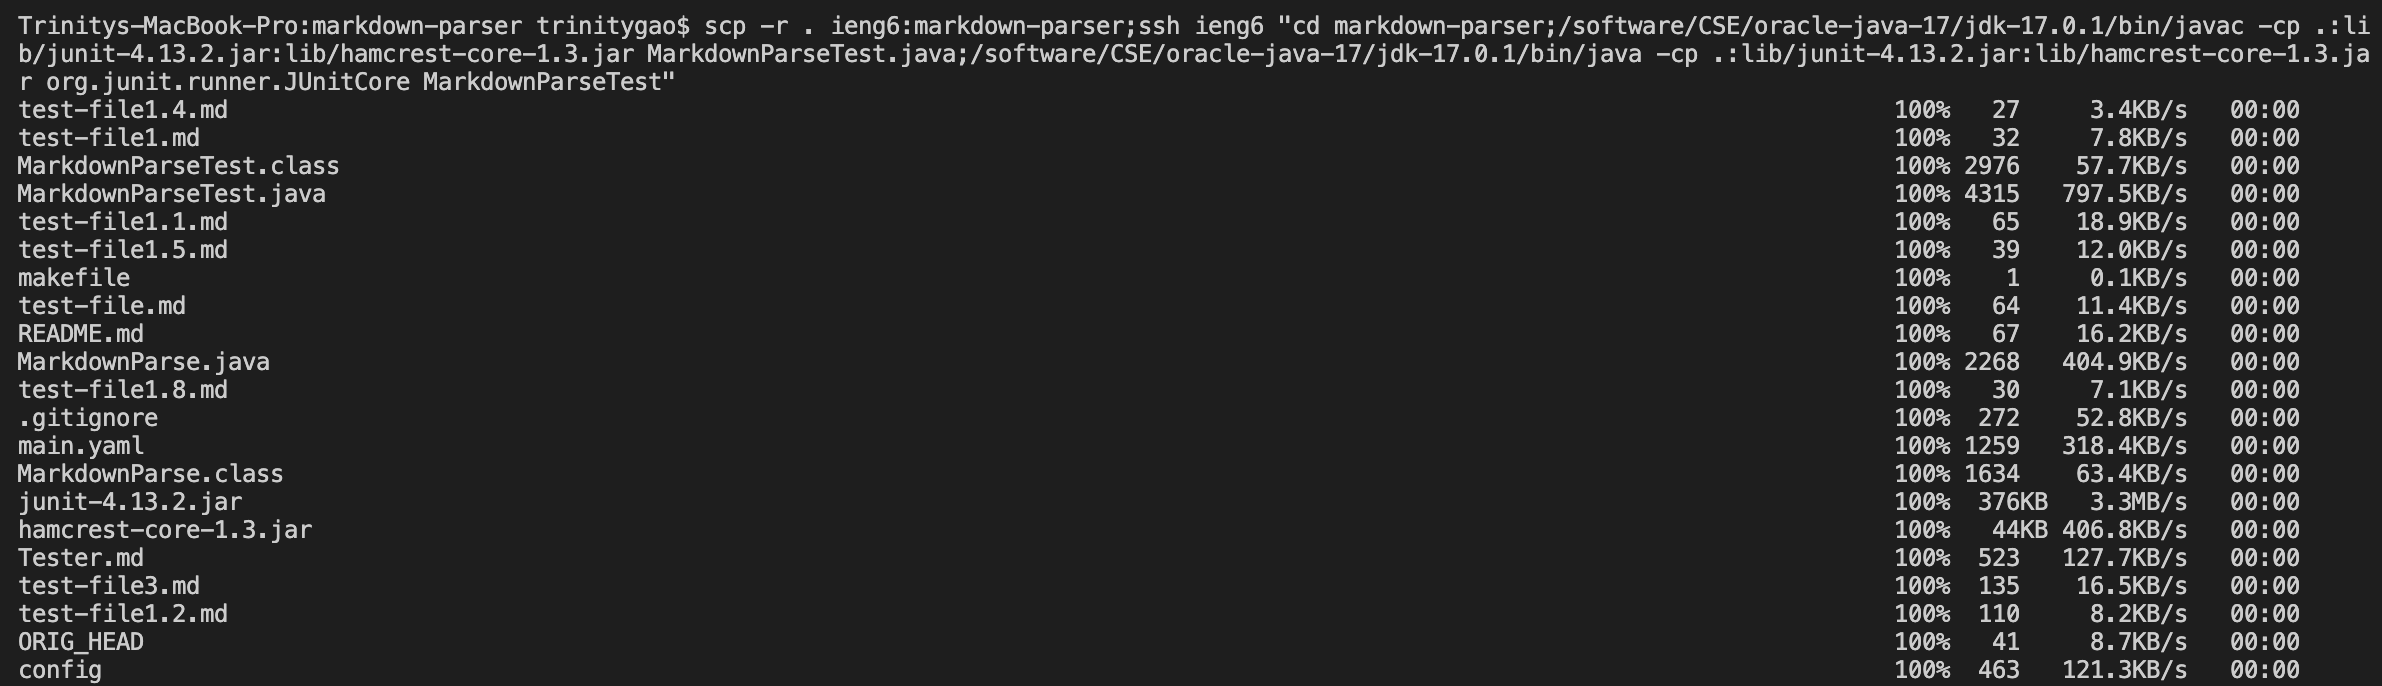 Trinitys-MacBook-Pro:markdown-parser trinitygao$ scp -r . ieng6:markdown-parser;ssh ieng6 "cd markdown-parser;/software/CSE/oracle-java-17/jdk-17.0.1/bin/javac -cp .:li
b/junit-4.13.2.jar:lib/hamcrest-core-1.3.jar MarkdownParseTest.java;/software/CSE/oracle-java-17/jdk-17.0.1/bin/java -cp .:lib/junit-4.13.2.jar:lib/hamcrest-core-1.3.ja
r org.junit.runner.JUnitCore MarkdownParseTest"
test-file1.4.md 100% 27 3.4KB/s 00:00
test-file1.md 100% 32 7.8KB/s 00:00
MarkdownParseTest.class 100% 2976 57.7KB/s 00:00
MarkdownParseTest.java 100% 4315 797.5KB/s 00:00
test-file1.1.md 100% 65 18.9KB/s 00:00
test-file1.5.md 100% 39 12.0KB/s 00:00
makefile 100% 1 0.1KB/s 00:00
test-file.md 100% 64 11.4KB/s 00:00
README.md 100% 67 16.2KB/s 00:00
MarkdownParse.java 100% 2268 404.9KB/s 00:00
test-file1.8.md 100% 30 7.1KB/s 00:00
.gitignore 100% 272 52.8KB/s 00:00
main.yaml 100% 1259 318.4KB/s 00:00
MarkdownParse.class 100% 1634 63.4KB/s 00:00
junit-4.13.2.jar 100% 376KB 3.3MB/s 00:00
hamcrest-core-1.3.jar 100% 44KB 406.8KB/s 00:00
Tester.md 100% 523 127.7KB/s 00:00
test-file3.md 100% 135 16.5KB/s 00:00
test-file1.2.md 100% 110 8.2KB/s 00:00
ORIG_HEAD 100% 41 8.7KB/s 00:00
config 100% 463 121.3KB/s 00:00